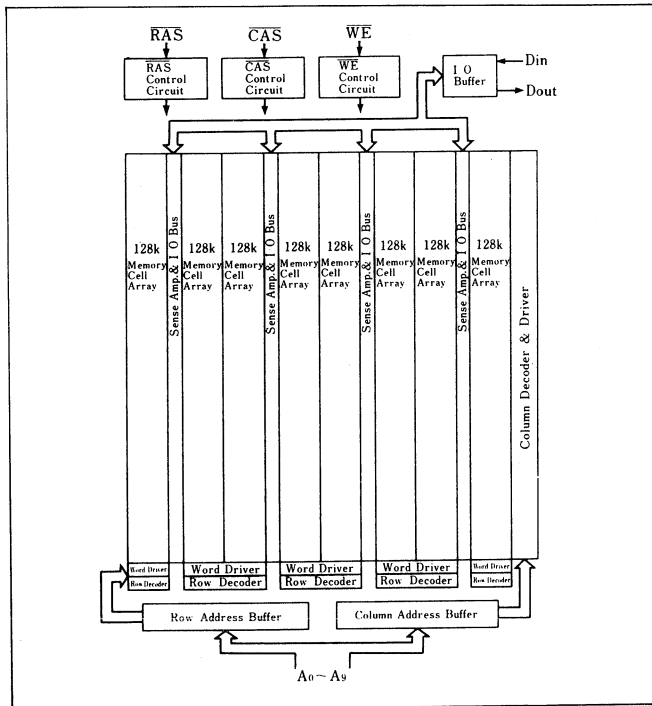 RAS CAS WE
RAS Control Circuit
CAS Control Circuit
WE Control Circuit
I O Buffer
Din
Dout
128k Memory Cell Array
Sense Amp.& I O Bus
128k Memory Cell Array
128k Memory Cell Array
Sense Amp.& I O Bus
128k Memory Cell Array
128k Memory Cell Array
Sense Amp.& I O Bus
128k Memory Cell Array
128k Memory Cell Array
Sense Amp.& I O Bus
128k Memory Cell Array
Column Decoder & Driver
Word Driver
Row Decoder
Word Driver
Row Decoder
Word Driver
Row Decoder
Word Driver
Row Decoder
Word Driver
Row Decoder
Row Address Buffer
Column Address Buffer
A0~A9